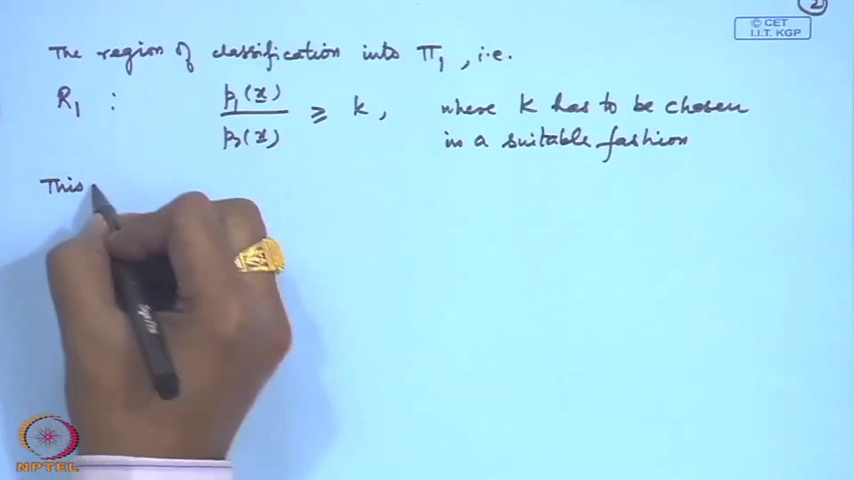 2
© CET
I.I.T. KGP
The region of classification into Π₁, i.e.
R₁ : p₁(x) / p₂(x) ≥ k, where k has to be chosen
in a suitable fashion
This
NPTEL